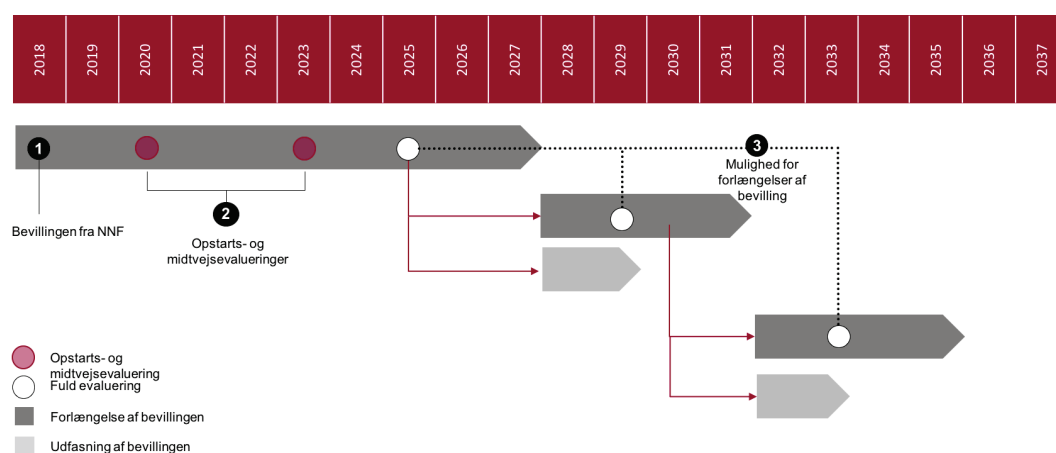 2018 2019 2020 2021 2022 2023 2024 2025 2026 2027 2028 2029 2030 2031 2032 2033 2034 2035 2036 2037
1
3
Mulighed for
forlængelser af
bevilling
2
Bevillingen fra NNF
Opstarts- og
midtvejsevalueringer
Opstarts- og
midtvejsevaluering
Fuld evaluering
Forlængelse af bevillingen
Udfasning af bevillingen